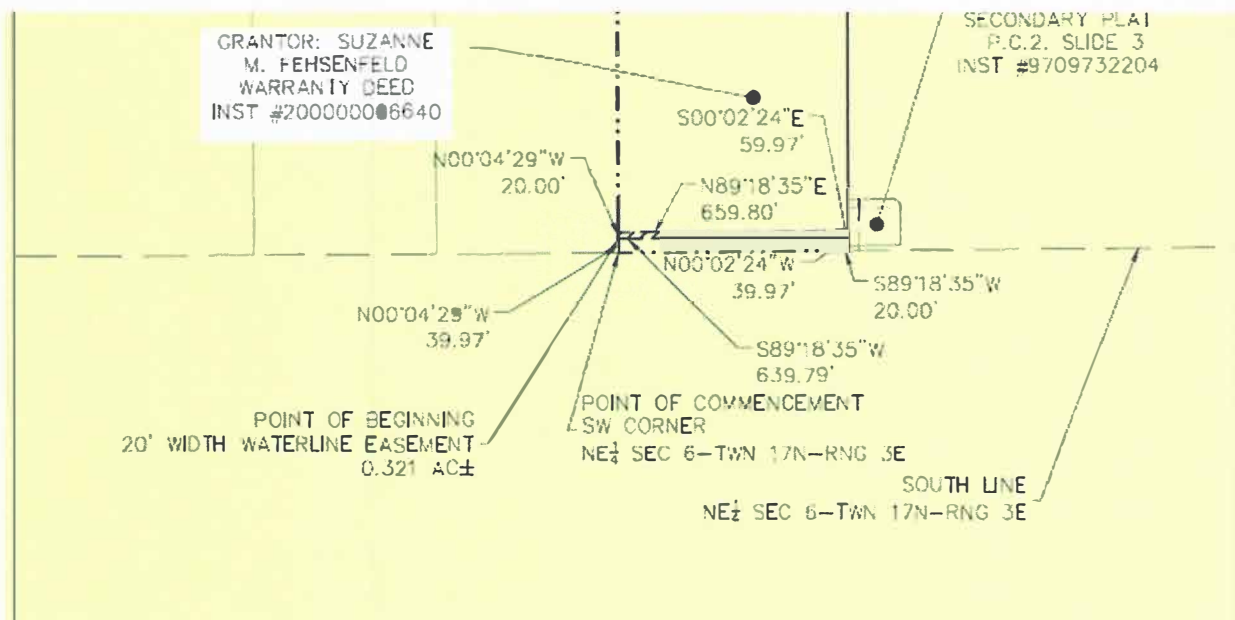 GRANTOR: SUZANNE
M. FEHSENFELD
WARRANTY DEED
INST #200000006640
SECONDARY PLAT
P.C.2. SLIDE 3
INST #9709732204
S00°02'24"E
59.97'
N00°04'29"W
20.00'
N89°18'35"E
659.80'
N00°02'24"W
39.97'
S89°18'35"W
20.00'
N00°04'29"W
39.97'
S89°18'35"W
639.79'
POINT OF BEGINNING
20' WIDTH WATERLINE EASEMENT
0.321 AC±
POINT OF COMMENCEMENT
SW CORNER
NE¼ SEC 6-TWN 17N-RNG 3E
SOUTH LINE
NE½ SEC 6-TWN 17N-RNG 3E